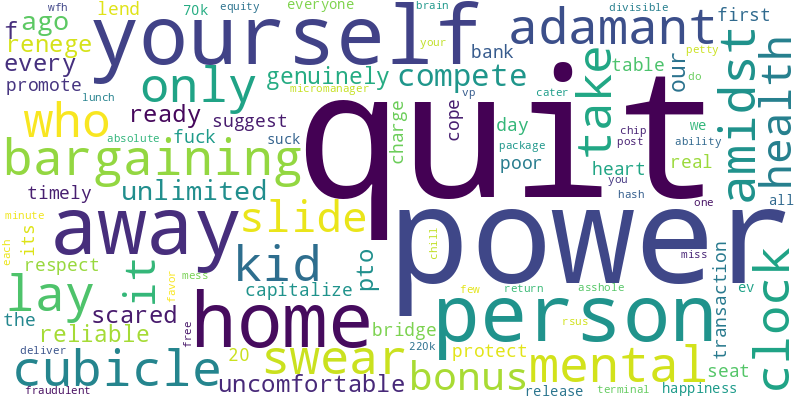 wfh equity everyone brain divisible
lend 70k your petty
f ago yourself adamant first
renege bank our do
every only genuinely compete take table amidst health
promote micromanager vp cater
lunch who ready suggest quit cope day we chip
absolute fuck suck charge package post ability
bargaining poor heart real
timely unlimited you hash all
minute away slide power one
each its it kid pto chill miss
respect favor mess capitalize few return asshole transaction ev clock
lay scared home person rsus
the reliable free bridge
deliver 20 220k protect seat
cubicle swear bonus mental
fraudulent uncomfortable release terminal happiness